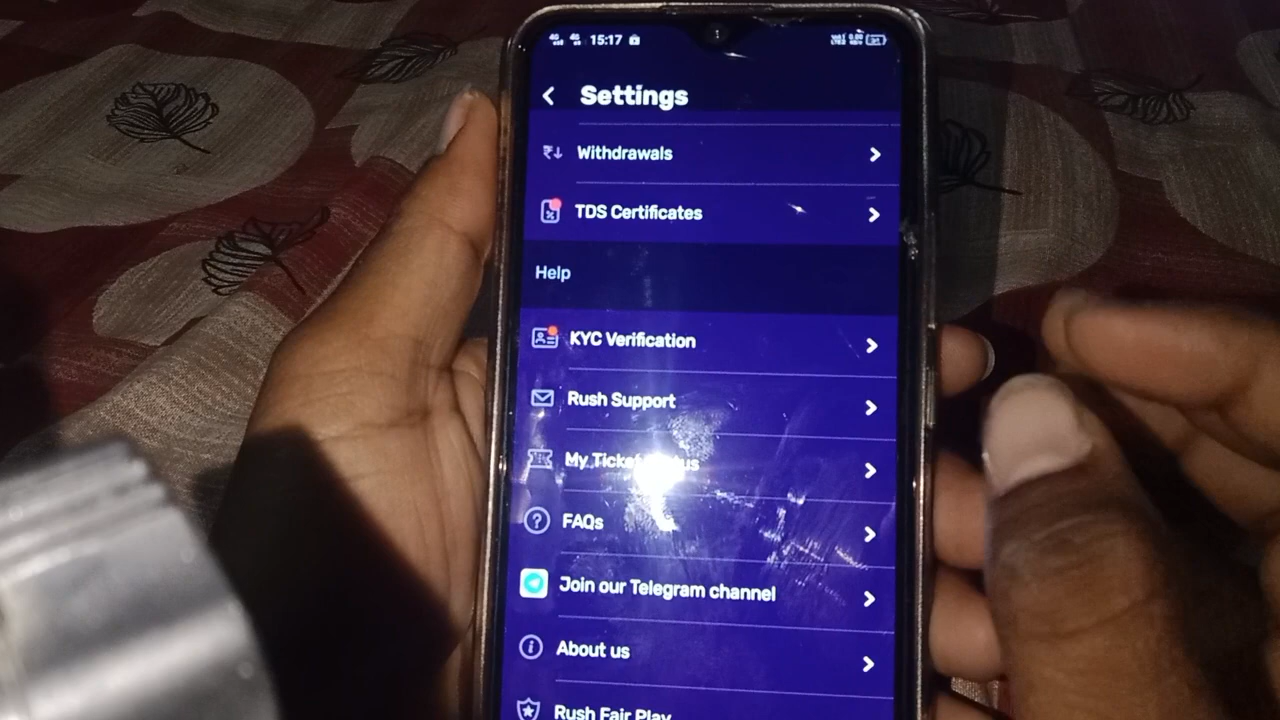 15:17
Settings
Withdrawals
TDS Certificates
Help
KYC Verification
Rush Support
My Ticket
FAQs
Join our Telegram channel
About us
Rush Fair Play